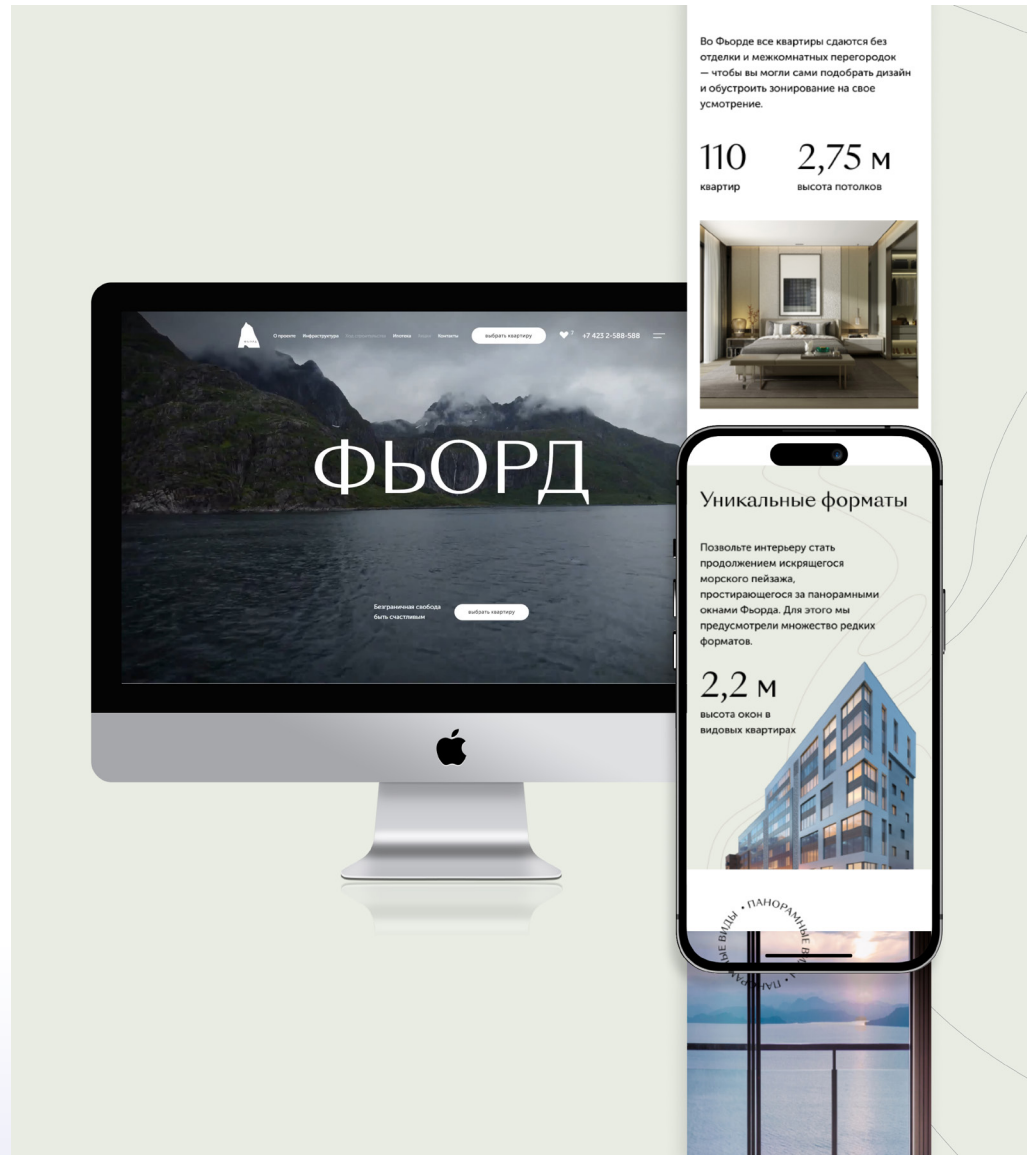 О проекте Инфраструктура Ипотека Контакты
выбрать квартиру
+7 423 2-588-588
ФЬОРД
Безграничная свобода
быть счастливым
выбрать квартиру
Во Фьорде все квартиры сдаются без
отделки и межкомнатных перегородок
— чтобы вы могли сами подобрать дизайн
и обустроить зонирование на свое
усмотрение.
110
квартир
2,75 м
высота потолков
Уникальные форматы
Позвольте интерьеру стать
продолжением искрящегося
морского пейзажа,
простирающегося за панорамными
окнами Фьорда. Для этого мы
предусмотрели множество редких
форматов.
2,2 м
высота окон в
видовых квартирах
• ПАНОРАМНЫЕ ВИДЫ • ПАНОРАМНЫЕ ВИДЫ